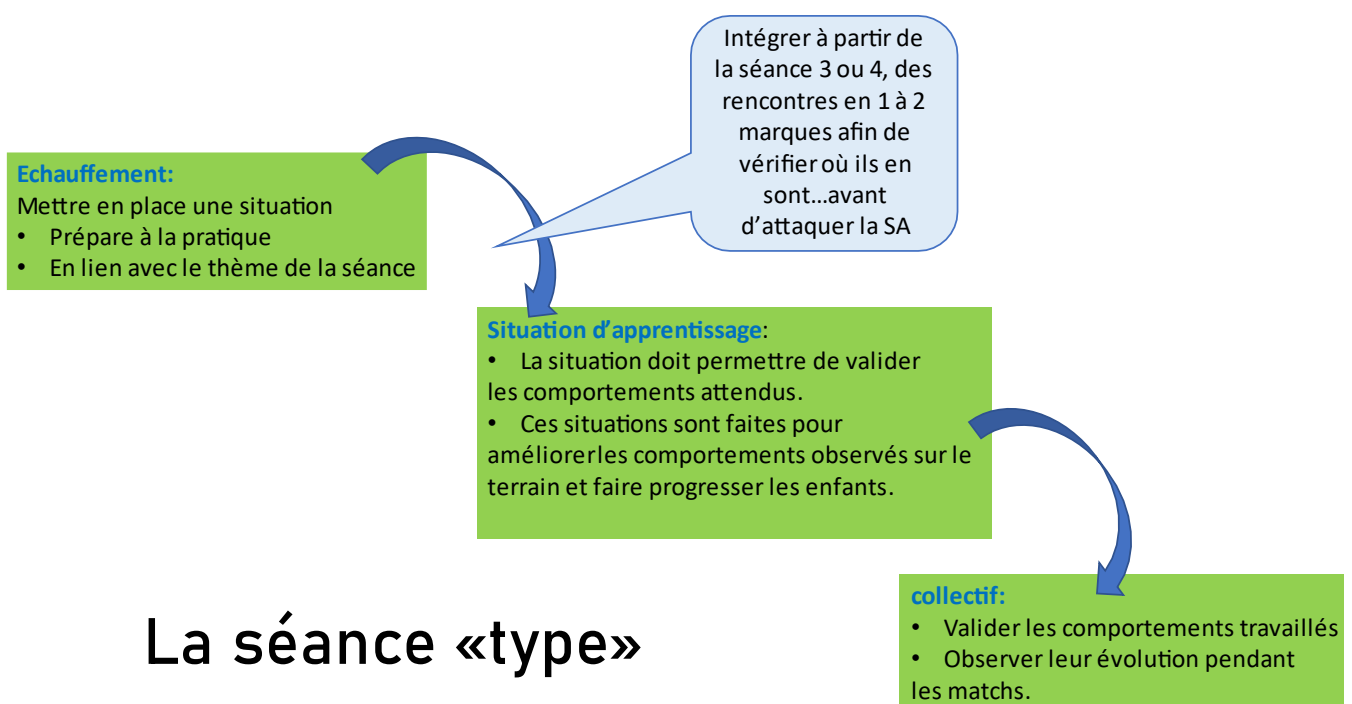 Intégrer à partir de
la séance 3 ou 4, des
rencontres en 1 à 2
marques afin de
vérifier où ils en
sont...avant
d'attaquer la SA
Echauffement:
Mettre en place une situation
• Prépare à la pratique
• En lien avec le thème de la séance
Situation d'apprentissage:
• La situation doit permettre de valider
les comportements attendus.
• Ces situations sont faites pour
améliorerles comportements observés sur le
terrain et faire progresser les enfants.
collectif:
• Valider les comportements travaillés
• Observer leur évolution pendant
les matchs.
La séance «type»